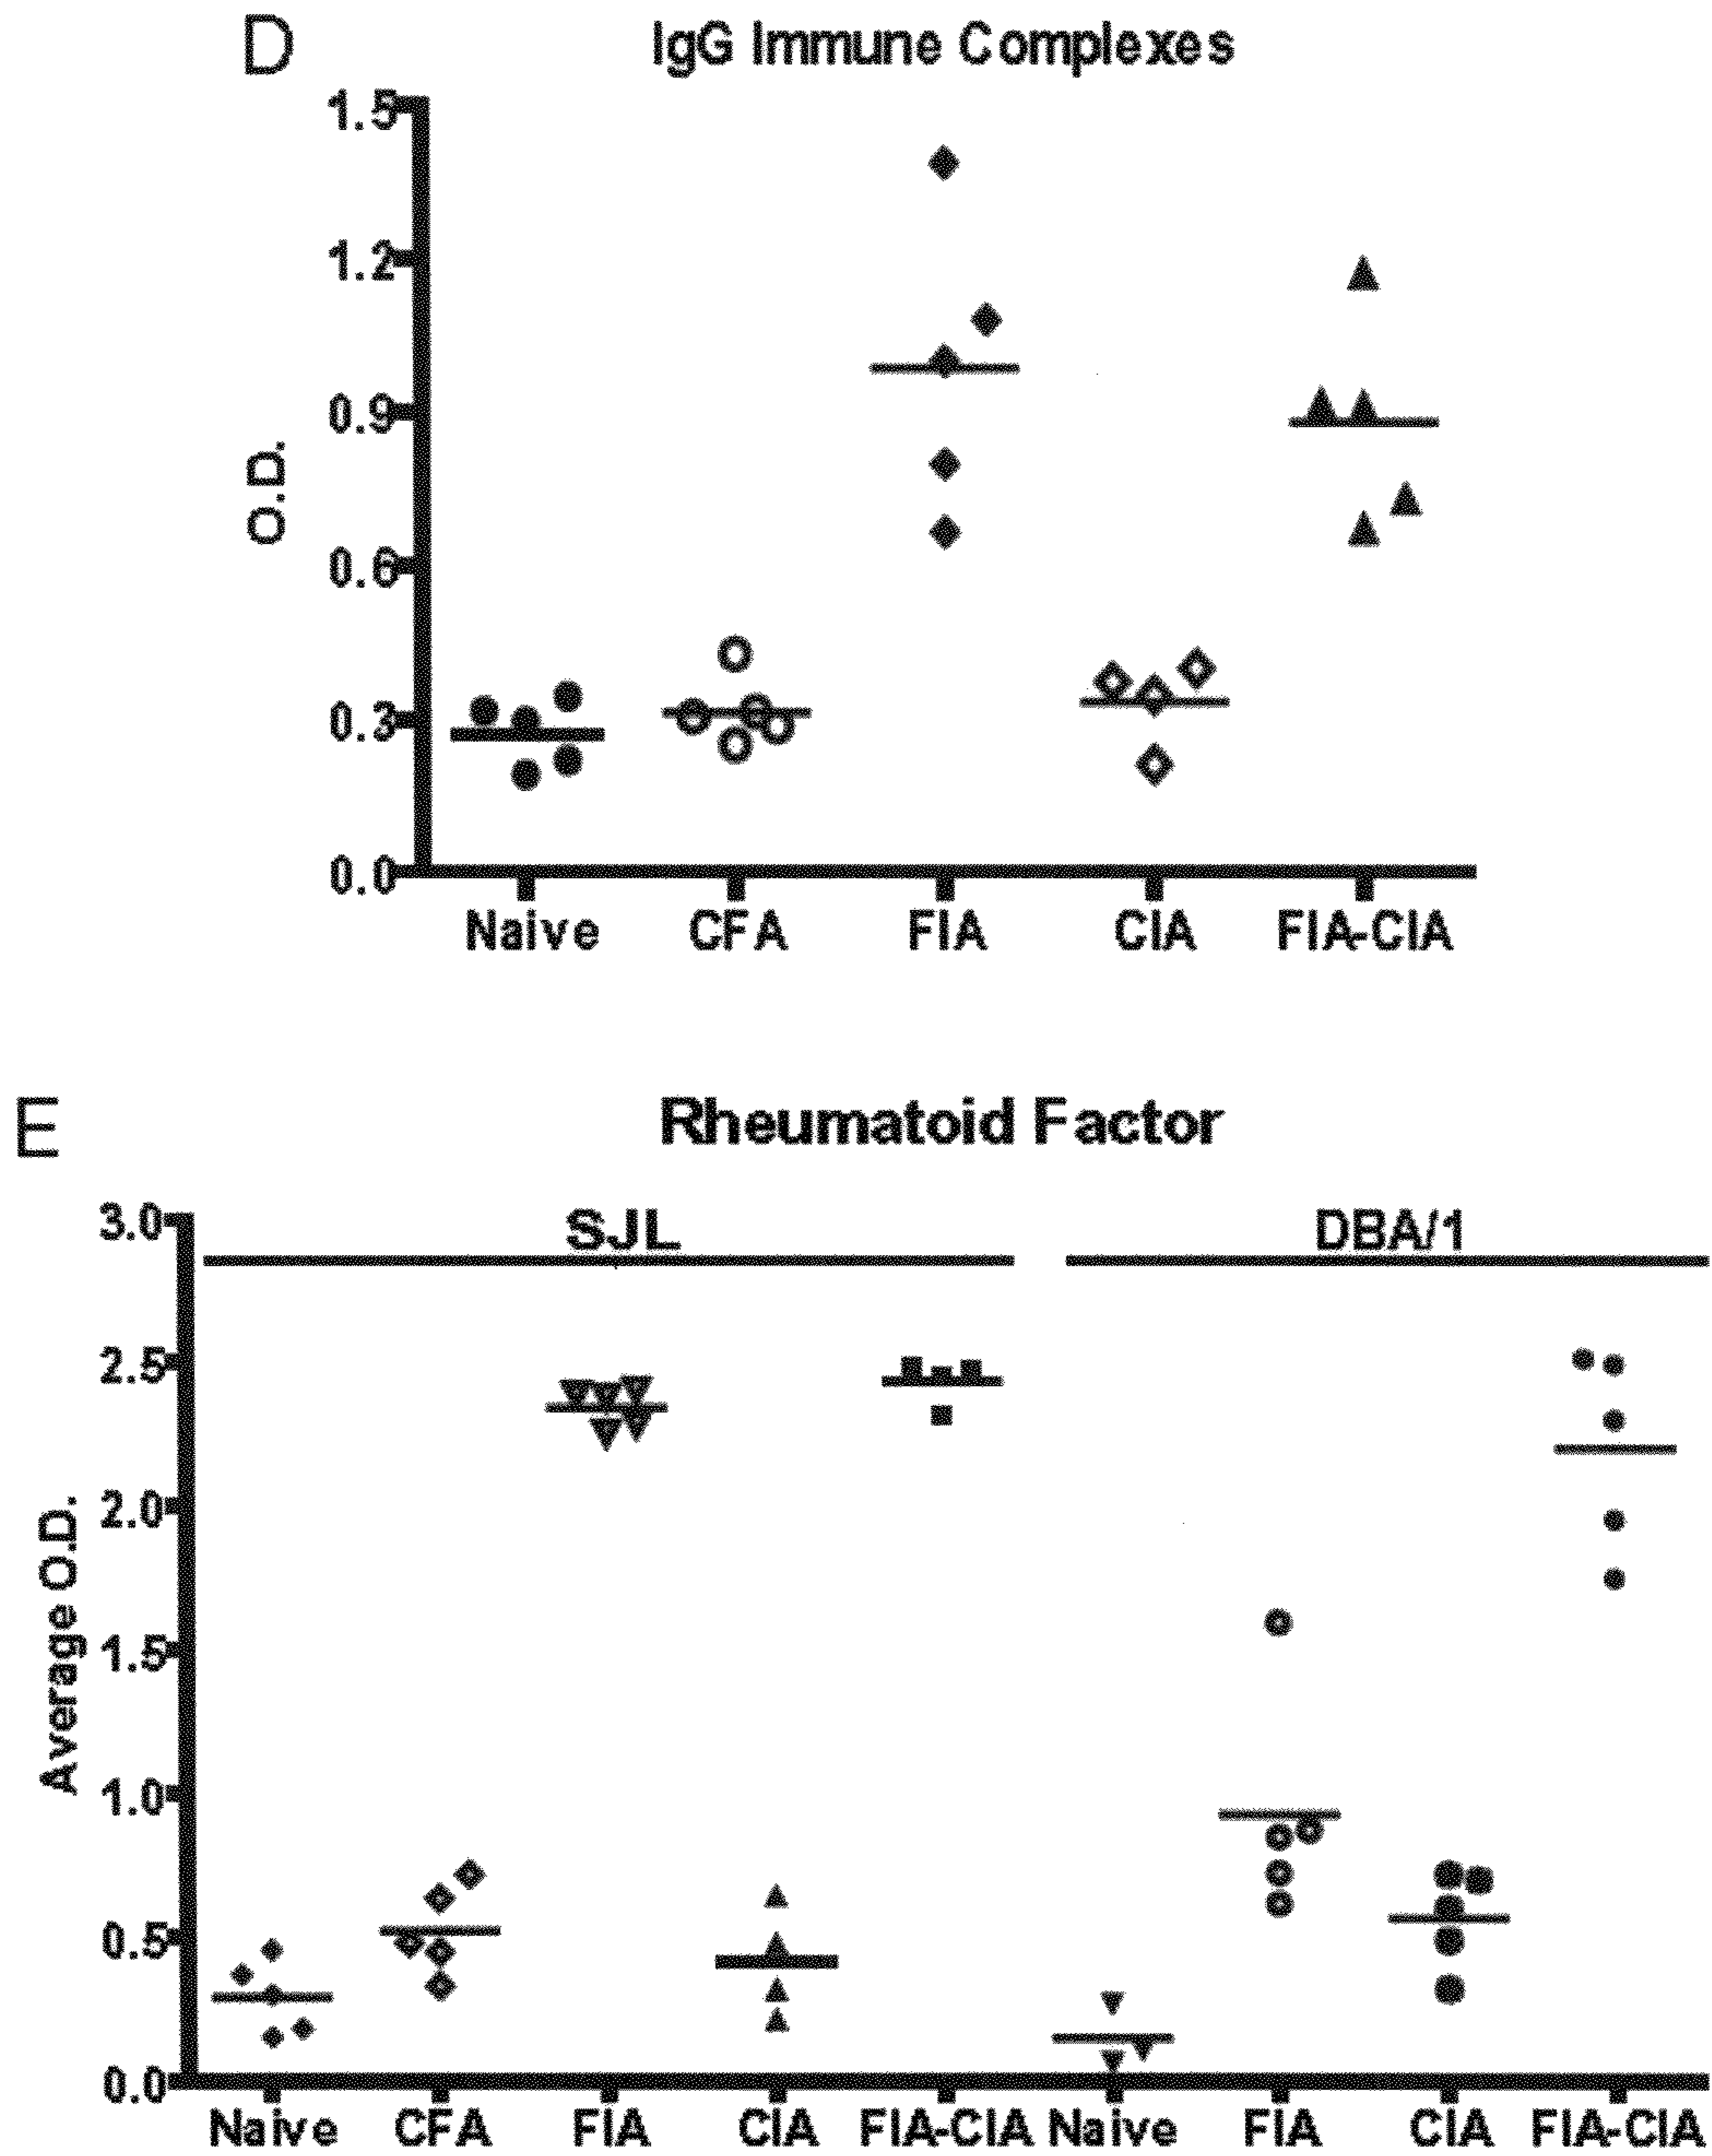 D
IgG Immune Complexes
1.5
1.2
0.9
0.6
0.3
0.0
O.D.
Naive CFA FIA CIA FIA-CIA
E
Rheumatoid Factor
SJL DBA/1
3.0
2.5
2.0
1.5
1.0
0.5
0.0
Average O.D.
Naive CFA FIA CIA FIA-CIA Naive FIA CIA FIA-CIA